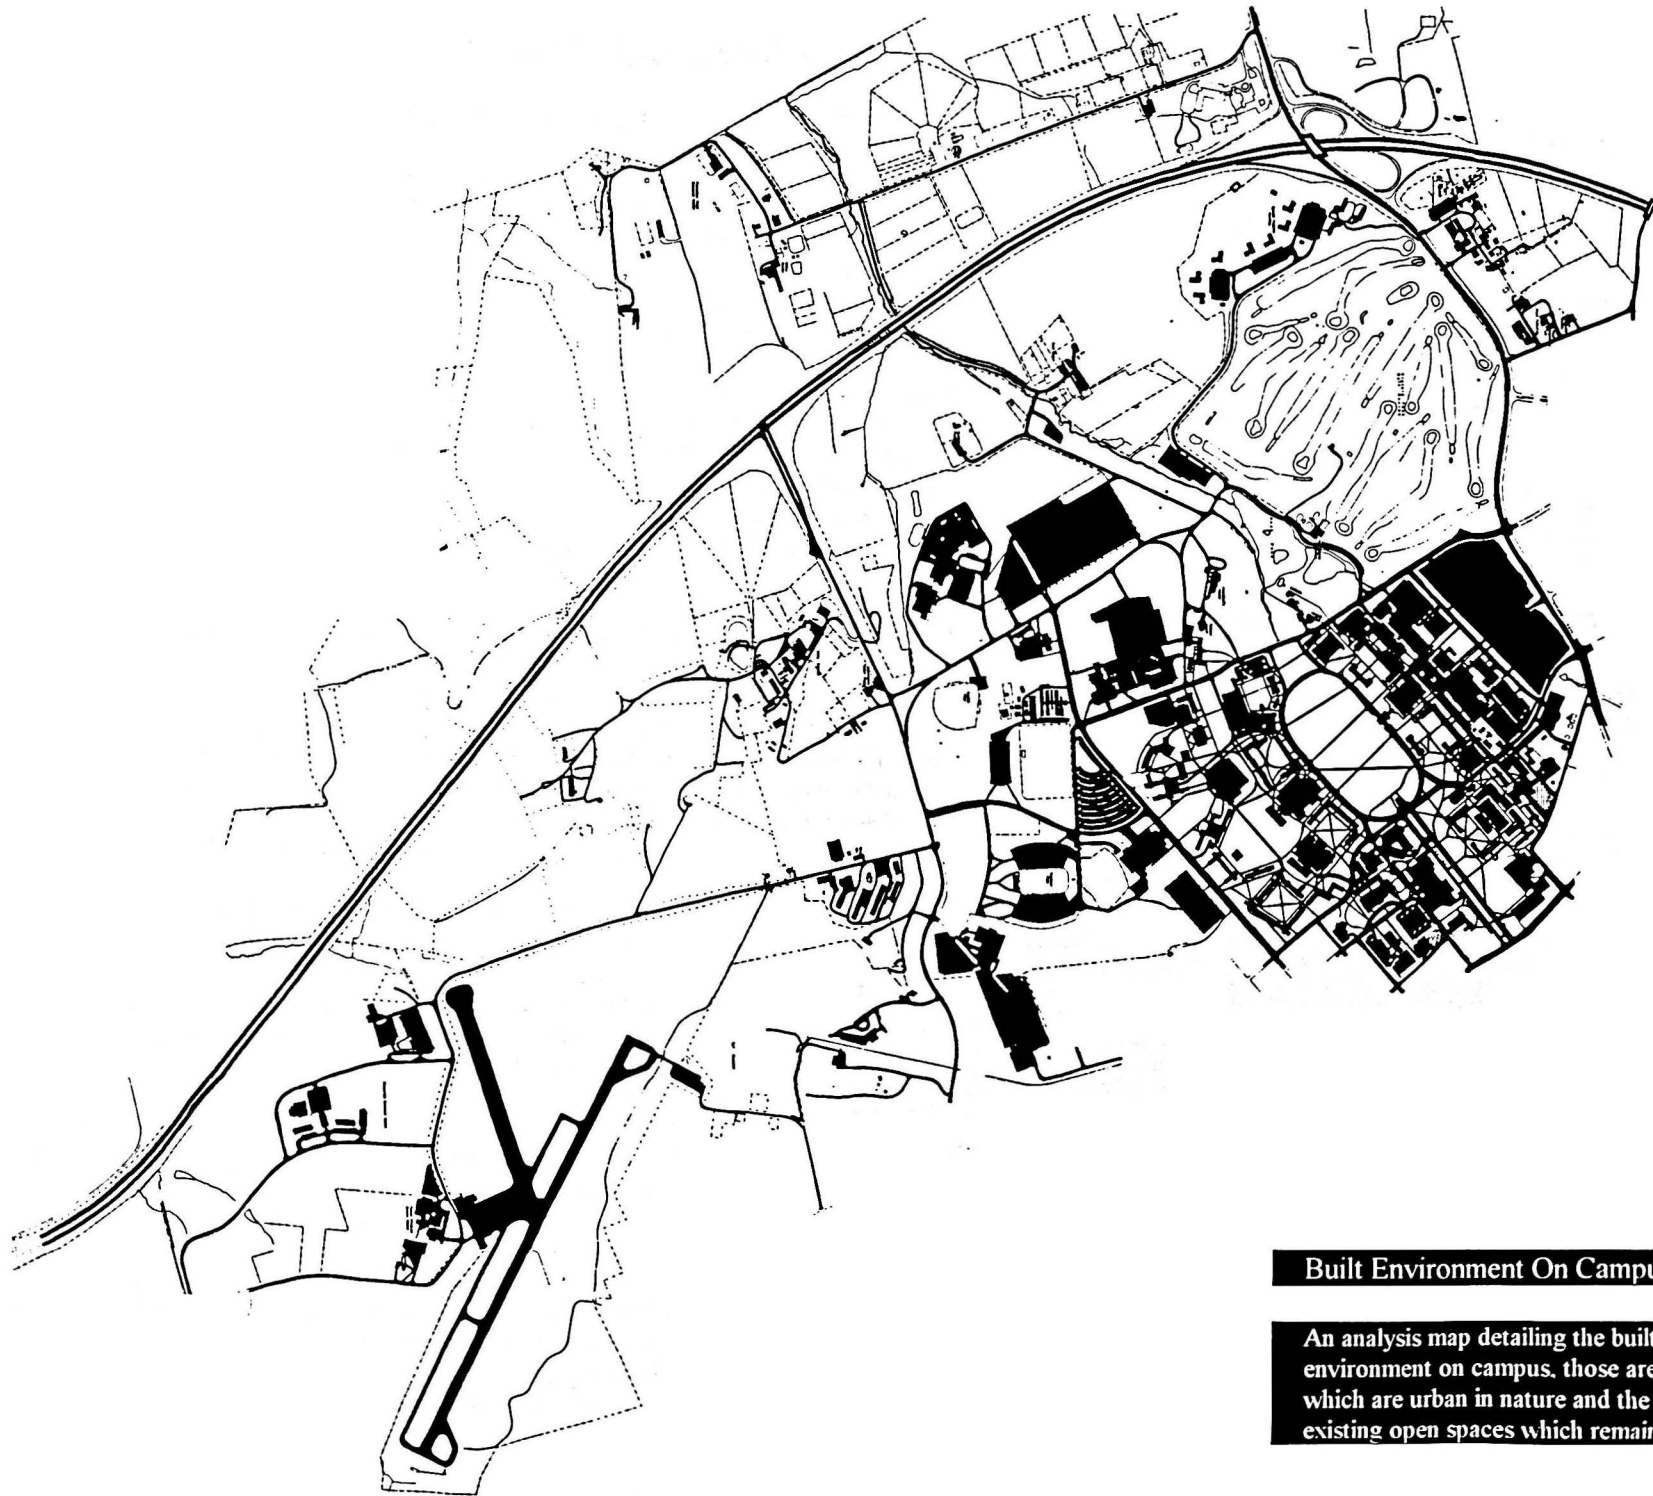 Built Environment On Campu
An analysis map detailing the built
environment on campus, those are
which are urban in nature and the
existing open spaces which remain